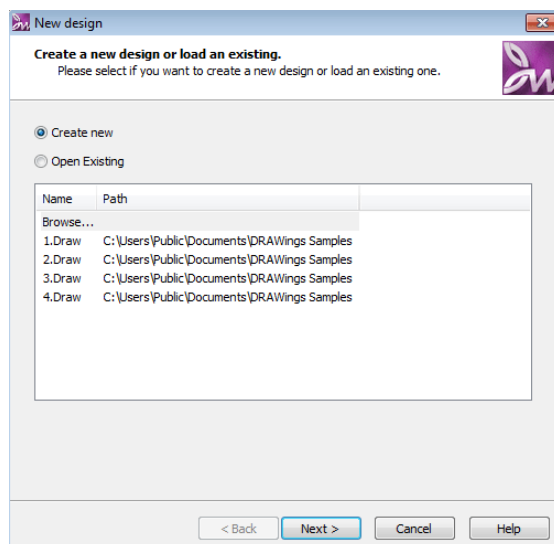 New design
Create a new design or load an existing.
Please select if you want to create a new design or load an existing one.
Create new
Open Existing
Name Path
Browse...
1.Draw C:\Users\Public\Documents\DRAWings Samples
2.Draw C:\Users\Public\Documents\DRAWings Samples
3.Draw C:\Users\Public\Documents\DRAWings Samples
4.Draw C:\Users\Public\Documents\DRAWings Samples
< Back Next > Cancel Help